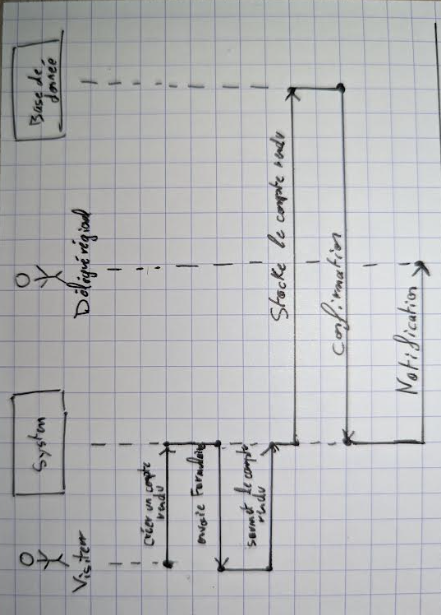 Visiteur
System
Délégué régional
Base de
donnée
créer un compte
rendu
envoie Formulaire
soumet le compte
rendu
Stocke le compte rendu
Confirmation
Notification